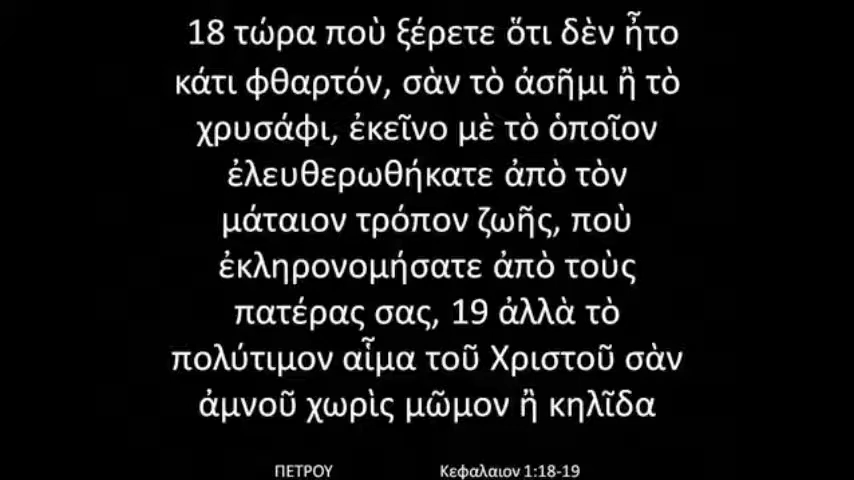 18 τώρα ποὺ ξέρετε ὅτι δὲν ἦτο
κάτι φθαρτόν, σὰν τὸ ἀσῆμι ἢ τὸ
χρυσάφι, ἐκεῖνο μὲ τὸ ὁποῖον
ἐλευθερωθήκατε ἀπὸ τὸν
μάταιον τρόπον ζωῆς, ποὺ
ἐκληρονομήσατε ἀπὸ τοὺς
πατέρας σας, 19 ἀλλὰ τὸ
πολύτιμον αἷμα τοῦ Χριστοῦ σὰν
ἀμνοῦ χωρὶς μῶμον ἢ κηλῖδα
ΠΕΤΡΟΥ Κεφαλαιον 1:18-19